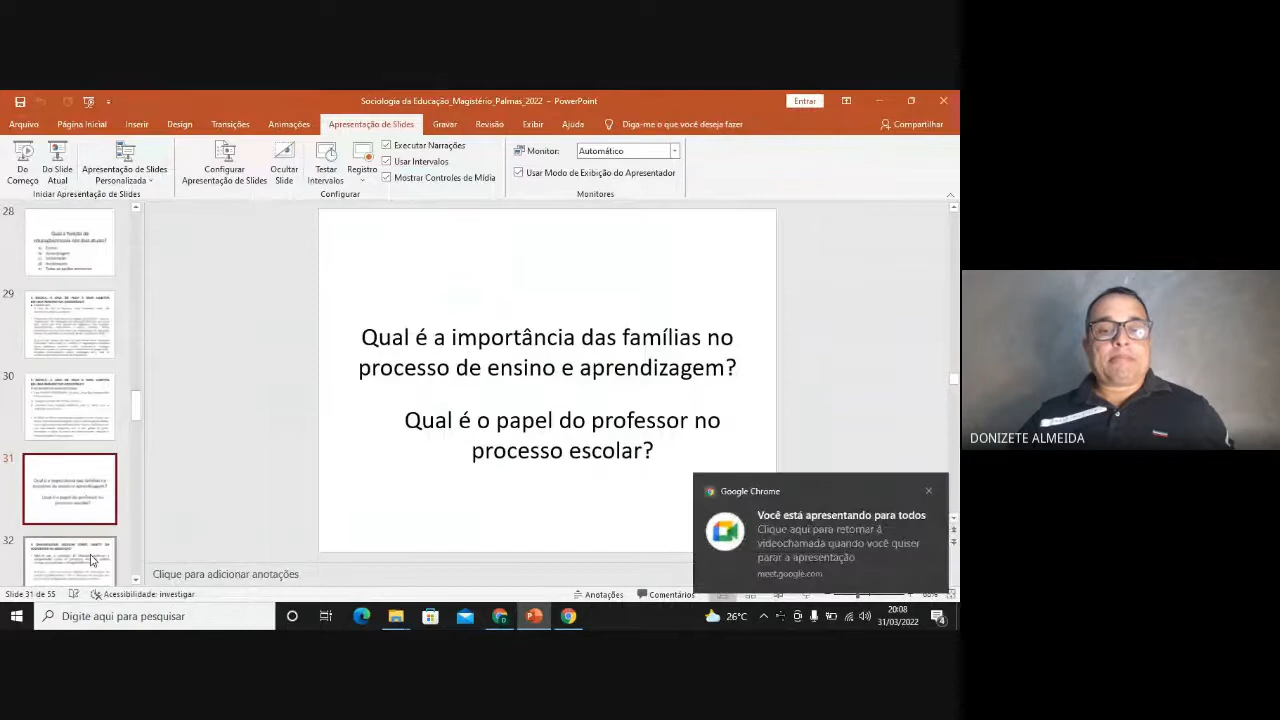 Sociologia da Educação_Magistério_Palmas_2022 - PowerPoint
Entrar
Arquivo
Página Inicial
Inserir
Design
Transições
Animações
Apresentação de Slides
Gravar
Revisão
Exibir
Ajuda
Diga-me o que você deseja fazer
Compartilhar
Do Começo
Do Slide Atual
Apresentação de Slides Personalizada
Configurar Apresentação de Slides
Ocultar Slide
Testar Intervalos
Registro
Executar Narrações
Usar Intervalos
Mostrar Controles de Mídia
Monitor:
Automático
Usar Modo de Exibição do Apresentador
Iniciar Apresentação de Slides
Configurar
Monitores
28
29
30
31
32
Qual é a importância das famílias no
processo de ensino e aprendizagem?
Qual é o papel do professor no
processo escolar?
Google Chrome
Você está apresentando para todos
Clique aqui para retornar à
videochamada quando você quiser
parar a apresentação
meet.google.com
DONIZETE ALMEIDA
Clique para adicionar anotações
Slide 31 de 55
Acessibilidade: investigar
Anotações
Comentários
Digite aqui para pesquisar
26°C
20:08
31/03/2022
4